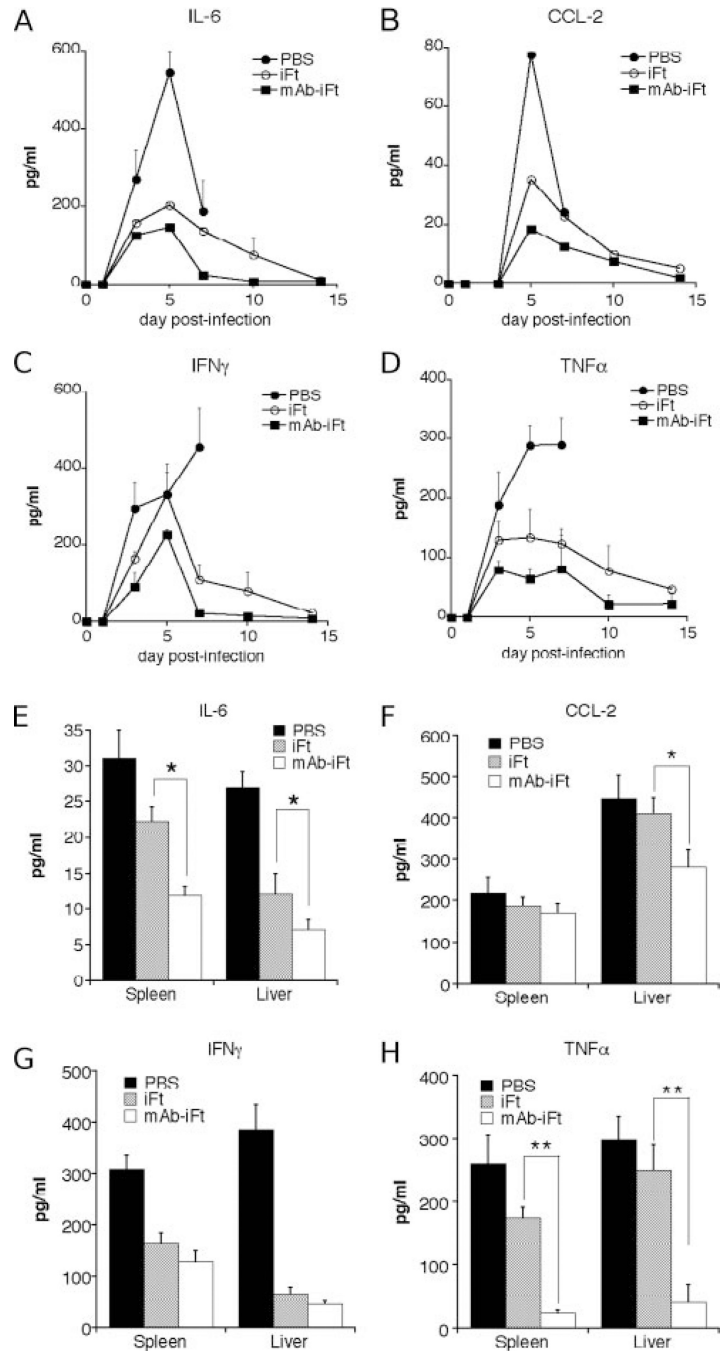 A
IL-6
600
400
200
0
pg/ml
PBS
iFt
mAb-iFt
0
5
10
15
day post-infection
B
CCL-2
80
60
40
20
0
pg/ml
PBS
iFt
mAb-iFt
0
5
10
15
day post-infection
C
IFNγ
600
400
200
0
pg/ml
PBS
iFt
mAb-iFt
0
5
10
15
day post-infection
D
TNFα
400
300
200
100
0
pg/ml
PBS
iFt
mAb-iFt
0
5
10
15
day post-infection
E
IL-6
35
30
25
20
15
10
5
0
pg/ml
PBS
iFt
mAb-iFt
*
*
Spleen
Liver
F
CCL-2
600
500
400
300
200
100
0
pg/ml
PBS
iFt
mAb-iFt
*
Spleen
Liver
G
IFNγ
500
400
300
200
100
0
pg/ml
PBS
iFt
mAb-iFt
Spleen
Liver
H
TNFα
400
300
200
100
0
pg/ml
PBS
iFt
mAb-iFt
**
**
Spleen
Liver